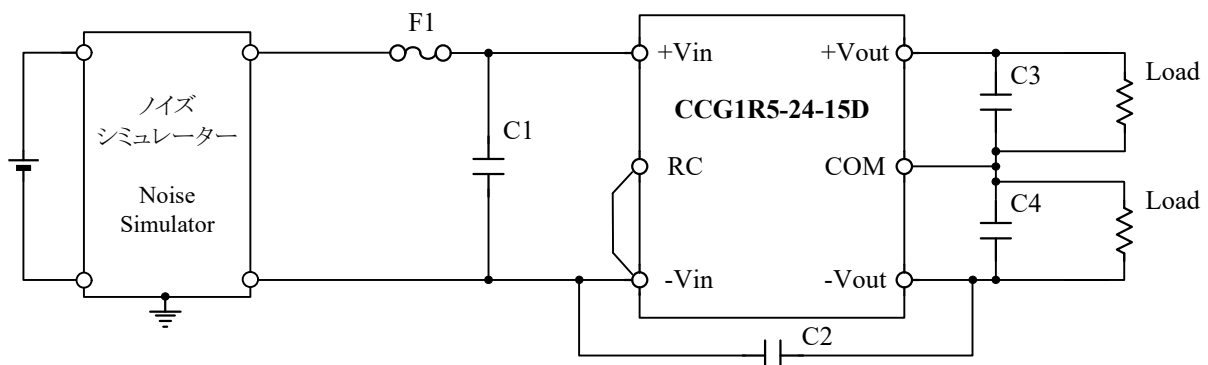 F1
+Vin
+Vout
C3
Load
ノイズ
シミュレーター
Noise
Simulator
C1
CCG1R5-24-15D
RC
COM
C4
Load
-Vin
-Vout
C2